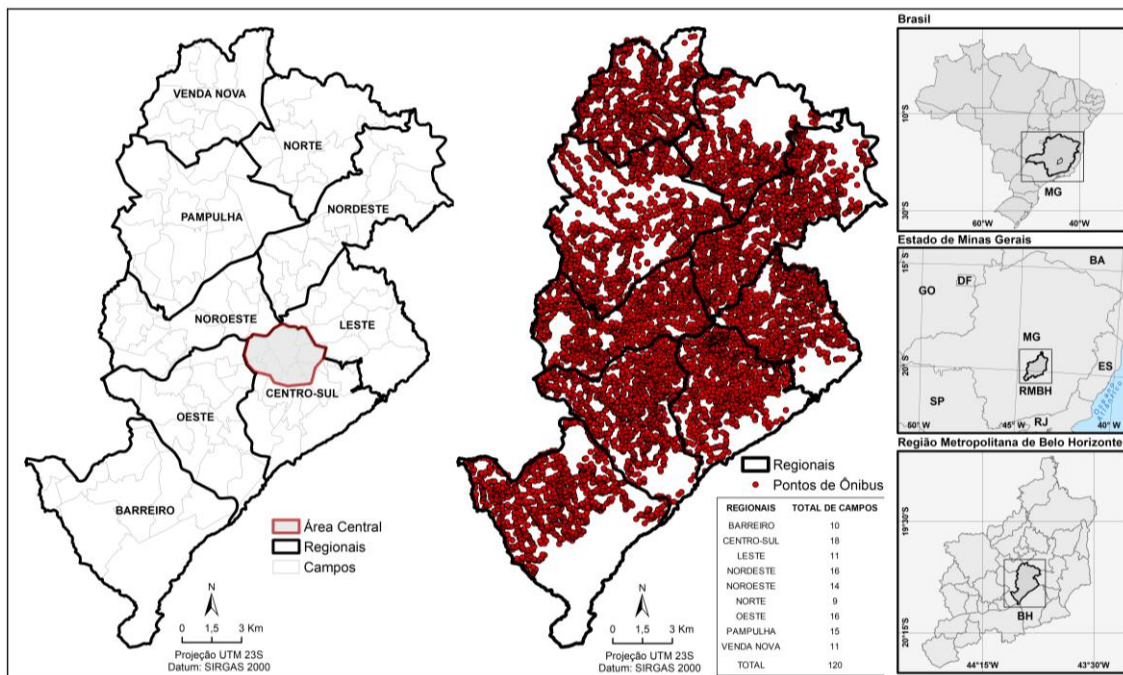 VENDA NOVA
NORTE
PAMPULHA
NORDESTE
NOROESTE
LESTE
OESTE
CENTRO-SUL
BARREIRO
Área Central
Regionais
Campos
N
0 1,5 3 Km
Projeção UTM 23S
Datum: SIRGAS 2000
Regionais
Pontos de Ônibus
REGIONAIS TOTAL DE CAMPOS
BARREIRO 10
CENTRO-SUL 18
LESTE 11
NORDESTE 16
NOROESTE 14
NORTE 9
OESTE 16
PAMPULHA 15
VENDA NOVA 11
TOTAL 120
N
0 1,5 3 Km
Projeção UTM 23S
Datum: SIRGAS 2000
Brasil
10°S
30°S
MG
60°W 40°W
Estado de Minas Gerais
15°S
BA
GO
DF
MG
20°S
ES
RMBH
SP
Oceano Atlântico
RJ
50°W 45°W 40°W
Região Metropolitana de Belo Horizonte
19°30'S
BH
20°15'S
44°15'W 43°30'W